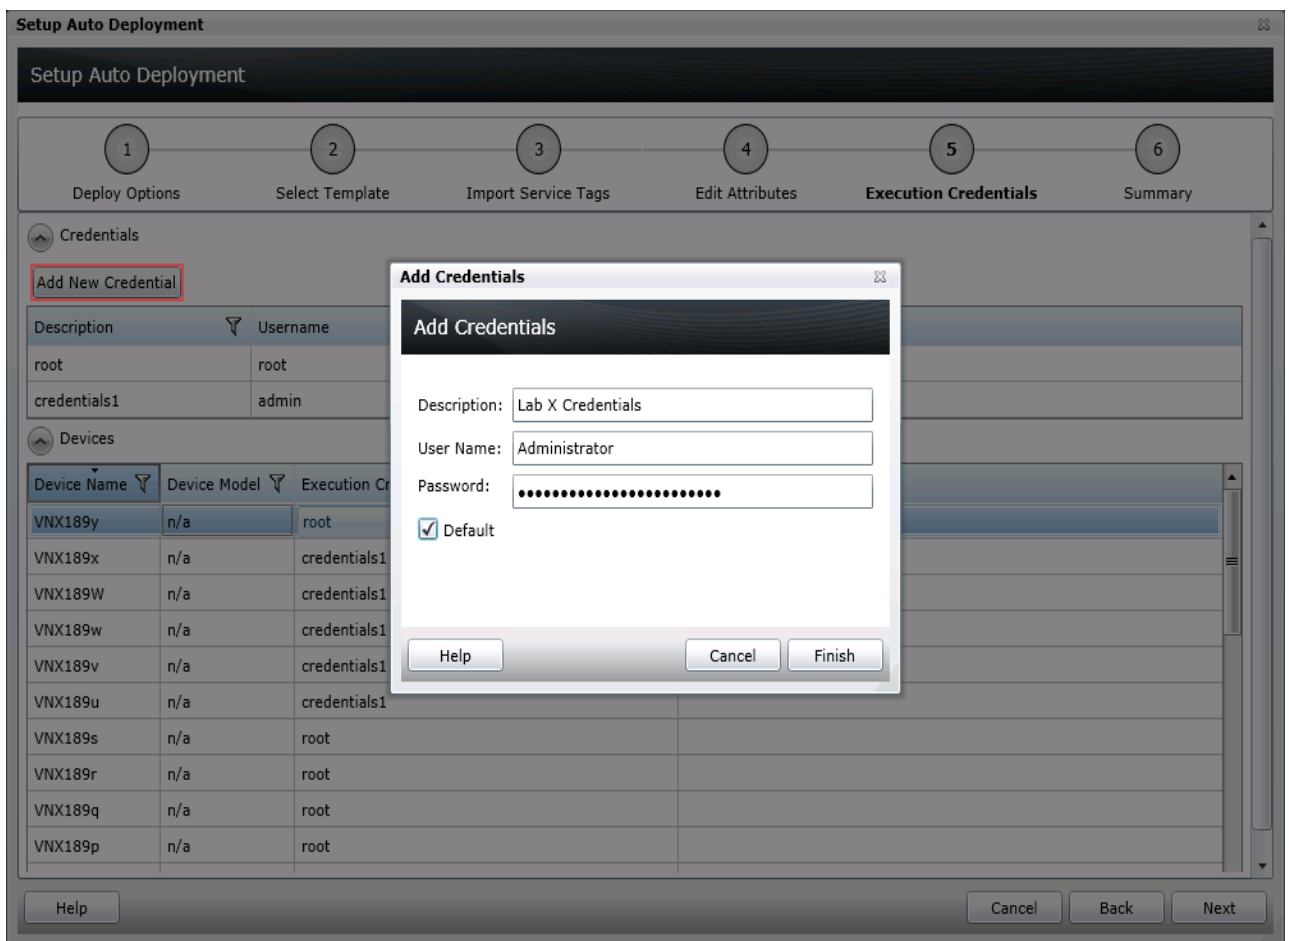 Setup Auto Deployment
Setup Auto Deployment
1 2 3 4 5 6
Deploy Options Select Template Import Service Tags Edit Attributes Execution Credentials Summary
Credentials
Add New Credential
Description Username
root root
credentials1 admin
Devices
Device Name Device Model Execution Cr
VNX189y n/a root
VNX189x n/a credentials1
VNX189W n/a credentials1
VNX189w n/a credentials1
VNX189v n/a credentials1
VNX189u n/a credentials1
VNX189s n/a root
VNX189r n/a root
VNX189q n/a root
VNX189p n/a root
Help Cancel Back Next
Add Credentials
Add Credentials
Description: Lab X Credentials
User Name: Administrator
Password: ••••••••••••••••••••••••
Default
Help Cancel Finish